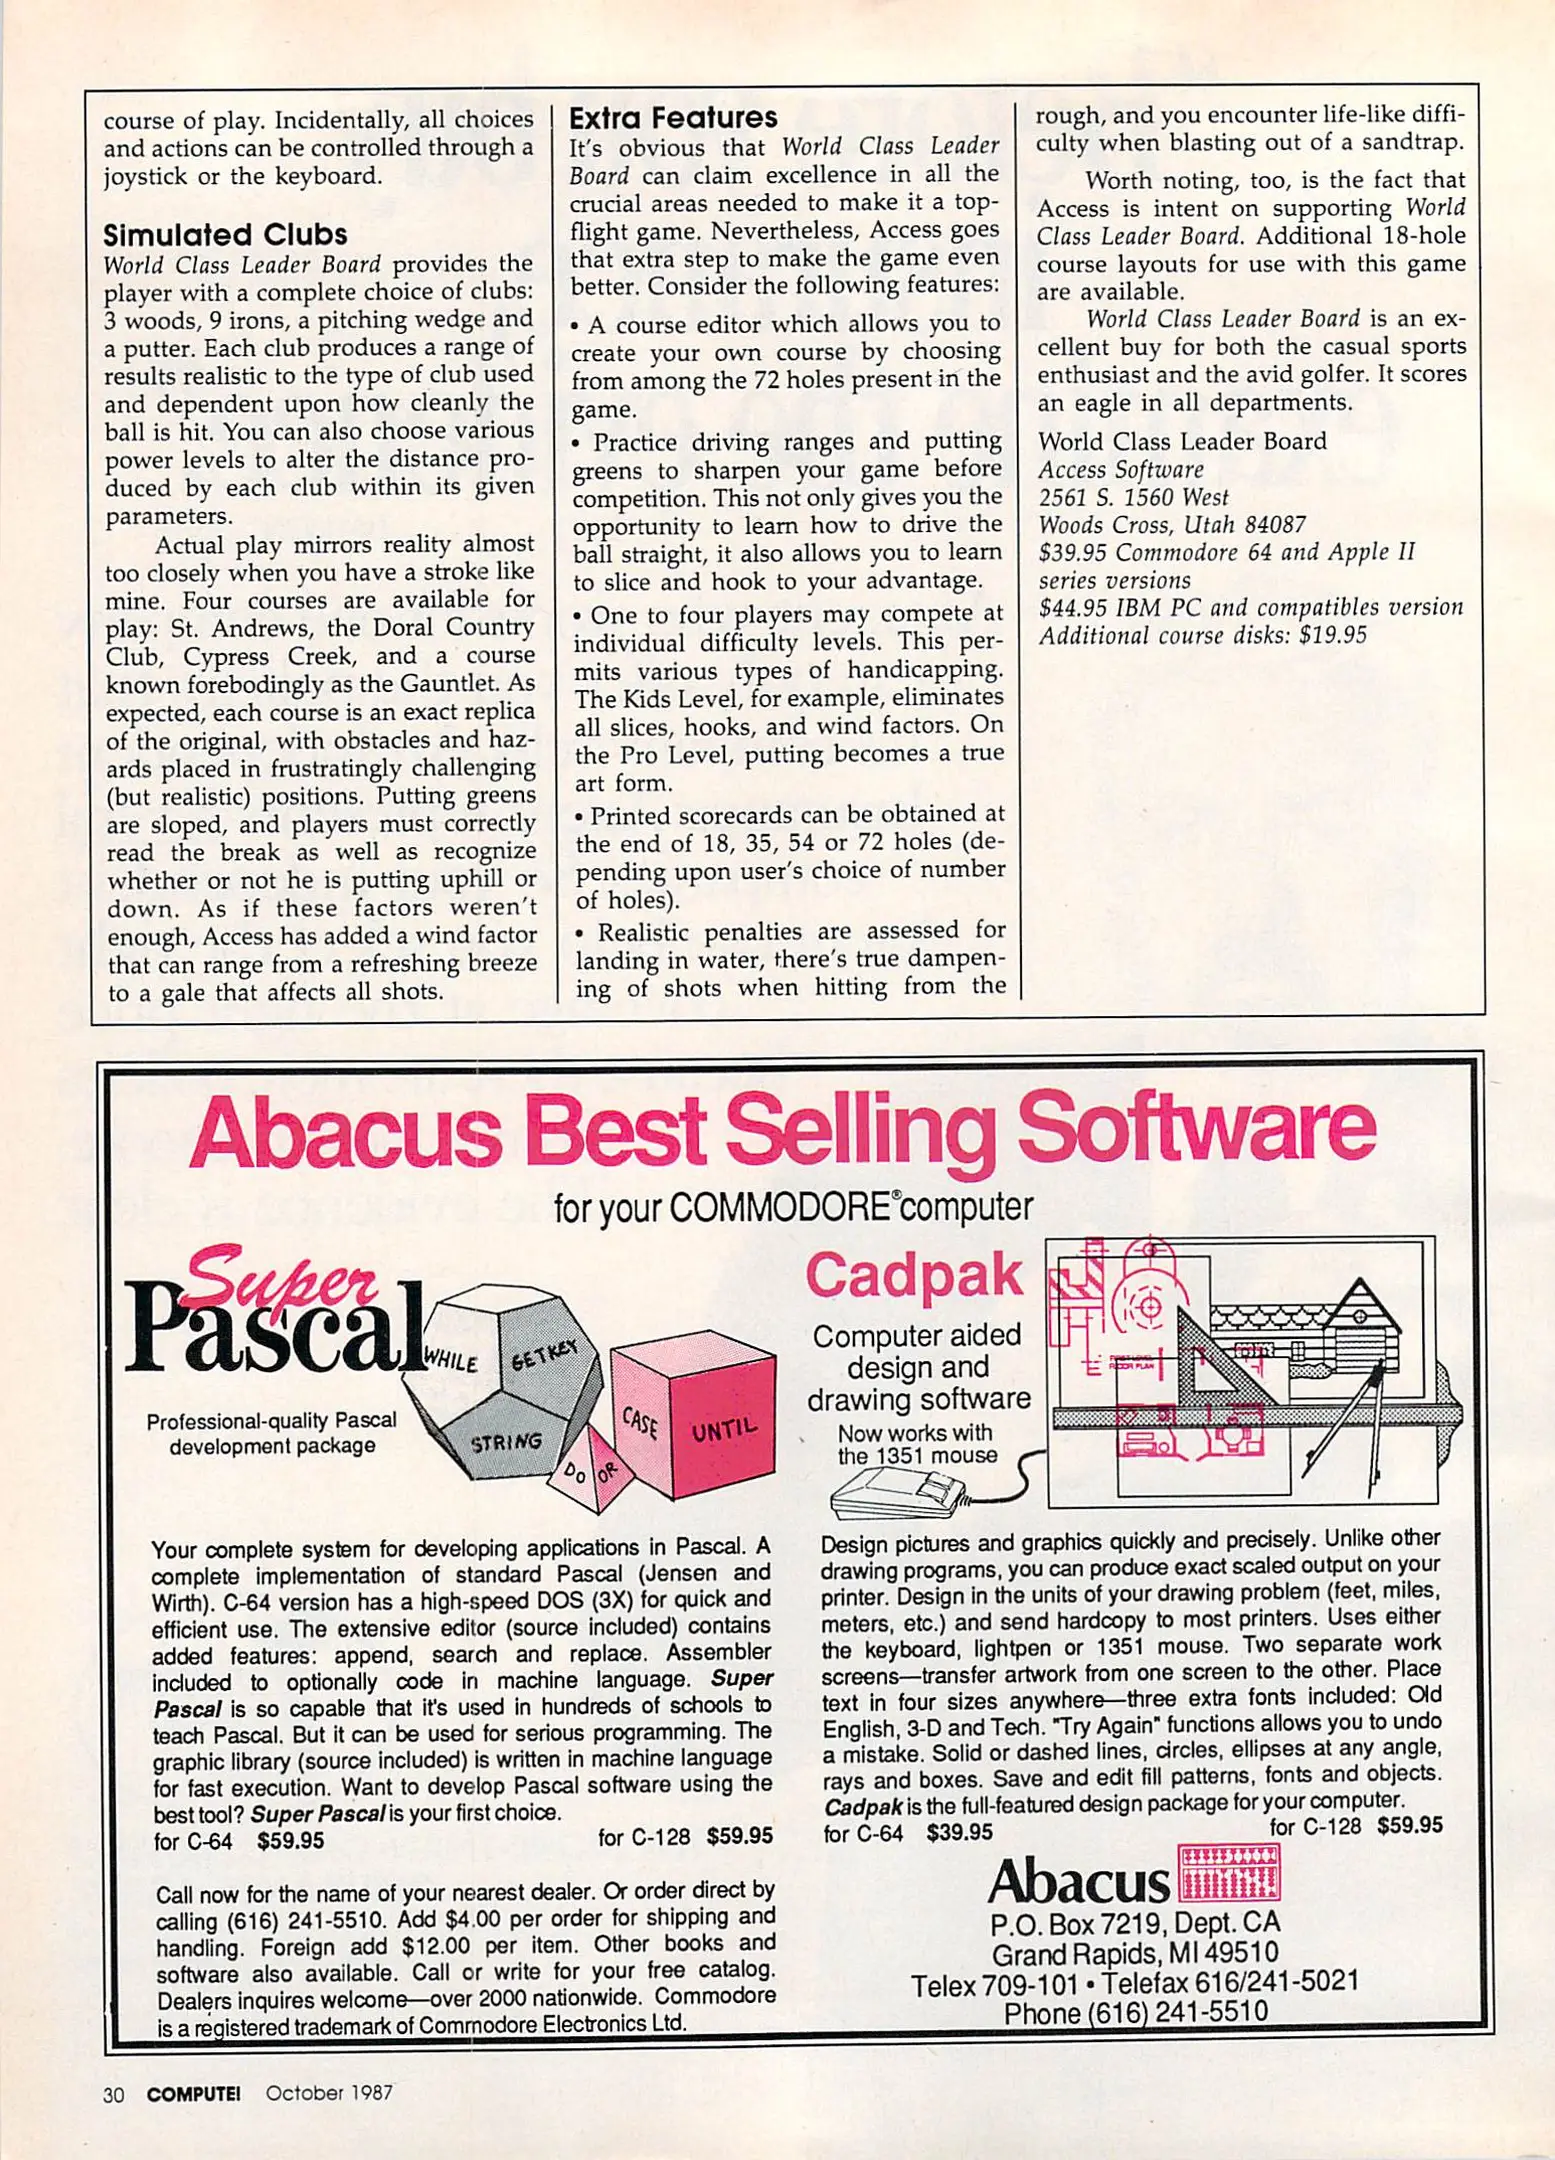 course of play. Incidentally, all choices
and actions can be controlled through a
joystick or the keyboard.
Simulated Clubs
World Class Leader Board provides the
player with a complete choice of clubs:
3 woods, 9 irons, a pitching wedge and
a putter. Each club produces a range of
results realistic to the type of club used
and dependent upon how cleanly the
ball is hit. You can also choose various
power levels to alter the distance pro-
duced by each club within its given
parameters.
Actual play mirrors reality almost
too closely when you have a stroke like
mine. Four courses are available for
play: St. Andrews, the Doral Country
Club, Cypress Creek, and a course
known forebodingly as the Gauntlet. As
expected, each course is an exact replica
of the original, with obstacles and haz-
ards placed in frustratingly challenging
(but realistic) positions. Putting greens
are sloped, and players must correctly
read the break as well as recognize
whether or not he is putting uphill or
down. As if these factors weren't
enough, Access has added a wind factor
that can range from a refreshing breeze
to a gale that affects all shots.
Extra Features
It's obvious that World Class Leader
Board can claim excellence in all the
crucial areas needed to make it a top-
flight game. Nevertheless, Access goes
that extra step to make the game even
better. Consider the following features:
• A course editor which allows you to
create your own course by choosing
from among the 72 holes present in the
game.
• Practice driving ranges and putting
greens to sharpen your game before
competition. This not only gives you the
opportunity to learn how to drive the
ball straight, it also allows you to learn
to slice and hook to your advantage.
• One to four players may compete at
individual difficulty levels. This per-
mits various types of handicapping.
The Kids Level, for example, eliminates
all slices, hooks, and wind factors. On
the Pro Level, putting becomes a true
art form.
• Printed scorecards can be obtained at
the end of 18, 35, 54 or 72 holes (de-
pending upon user's choice of number
of holes).
• Realistic penalties are assessed for
landing in water, there's true dampen-
ing of shots when hitting from the
rough, and you encounter life-like diffi-
culty when blasting out of a sandtrap.
Worth noting, too, is the fact that
Access is intent on supporting World
Class Leader Board. Additional 18-hole
course layouts for use with this game
are available.
World Class Leader Board is an ex-
cellent buy for both the casual sports
enthusiast and the avid golfer. It scores
an eagle in all departments.
World Class Leader Board
Access Software
2561 S. 1560 West
Woods Cross, Utah 84087
$39.95 Commodore 64 and Apple II
series versions
$44.95 IBM PC and compatibles version
Additional course disks: $19.95
Abacus Best Selling Software
for your COMMODORE® computer
Super
Pascal
WHILE
GETKEY
STRING
DO
OR
CASE
UNTIL
Professional-quality Pascal
development package
Your complete system for developing applications in Pascal. A
complete implementation of standard Pascal (Jensen and
Wirth). C-64 version has a high-speed DOS (3X) for quick and
efficient use. The extensive editor (source included) contains
added features: append, search and replace. Assembler
included to optionally code in machine language. Super
Pascal is so capable that it's used in hundreds of schools to
teach Pascal. But it can be used for serious programming. The
graphic library (source included) is written in machine language
for fast execution. Want to develop Pascal software using the
best tool? Super Pascal is your first choice.
for C-64 $59.95 for C-128 $59.95
Call now for the name of your nearest dealer. Or order direct by
calling (616) 241-5510. Add $4.00 per order for shipping and
handling. Foreign add $12.00 per item. Other books and
software also available. Call or write for your free catalog.
Dealers inquires welcome—over 2000 nationwide. Commodore
is a registered trademark of Commodore Electronics Ltd.
Cadpak
Computer aided
design and
drawing software
Now works with
the 1351 mouse
FIRST LEVEL
FLOOR PLAN
Design pictures and graphics quickly and precisely. Unlike other
drawing programs, you can produce exact scaled output on your
printer. Design in the units of your drawing problem (feet, miles,
meters, etc.) and send hardcopy to most printers. Uses either
the keyboard, lightpen or 1351 mouse. Two separate work
screens—transfer artwork from one screen to the other. Place
text in four sizes anywhere—three extra fonts included: Old
English, 3-D and Tech. "Try Again" functions allows you to undo
a mistake. Solid or dashed lines, circles, ellipses at any angle,
rays and boxes. Save and edit fill patterns, fonts and objects.
Cadpak is the full-featured design package for your computer.
for C-64 $39.95 for C-128 $59.95
Abacus
P.O. Box 7219, Dept. CA
Grand Rapids, MI 49510
Telex 709-101 • Telefax 616/241-5021
Phone (616) 241-5510
30 COMPUTE! October 1987